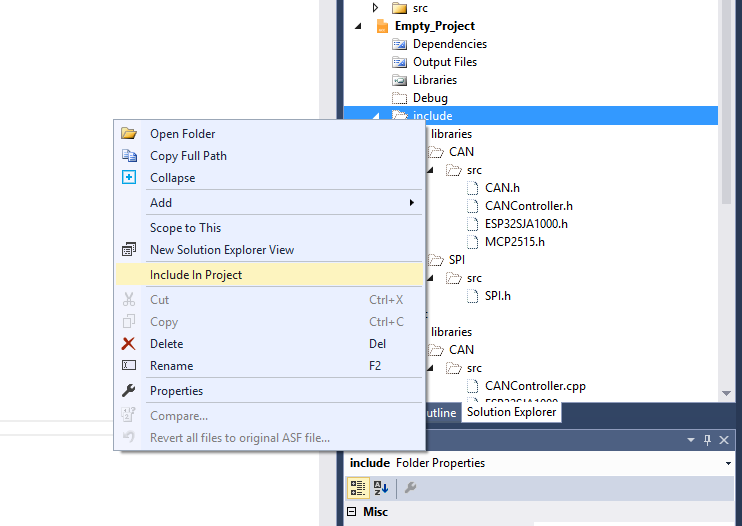 src
Empty_Project
Dependencies
Output Files
Libraries
Debug
include
libraries
CAN
src
CAN.h
CANController.h
ESP32SJA1000.h
MCP2515.h
SPI
src
SPI.h
libraries
CAN
src
CANController.cpp
Open Folder
Copy Full Path
Collapse
Add
Scope to This
New Solution Explorer View
Include In Project
Cut Ctrl+X
Copy Ctrl+C
Delete Del
Rename F2
Properties
Compare...
Revert all files to original ASF file...
utline Solution Explorer
include Folder Properties
Misc